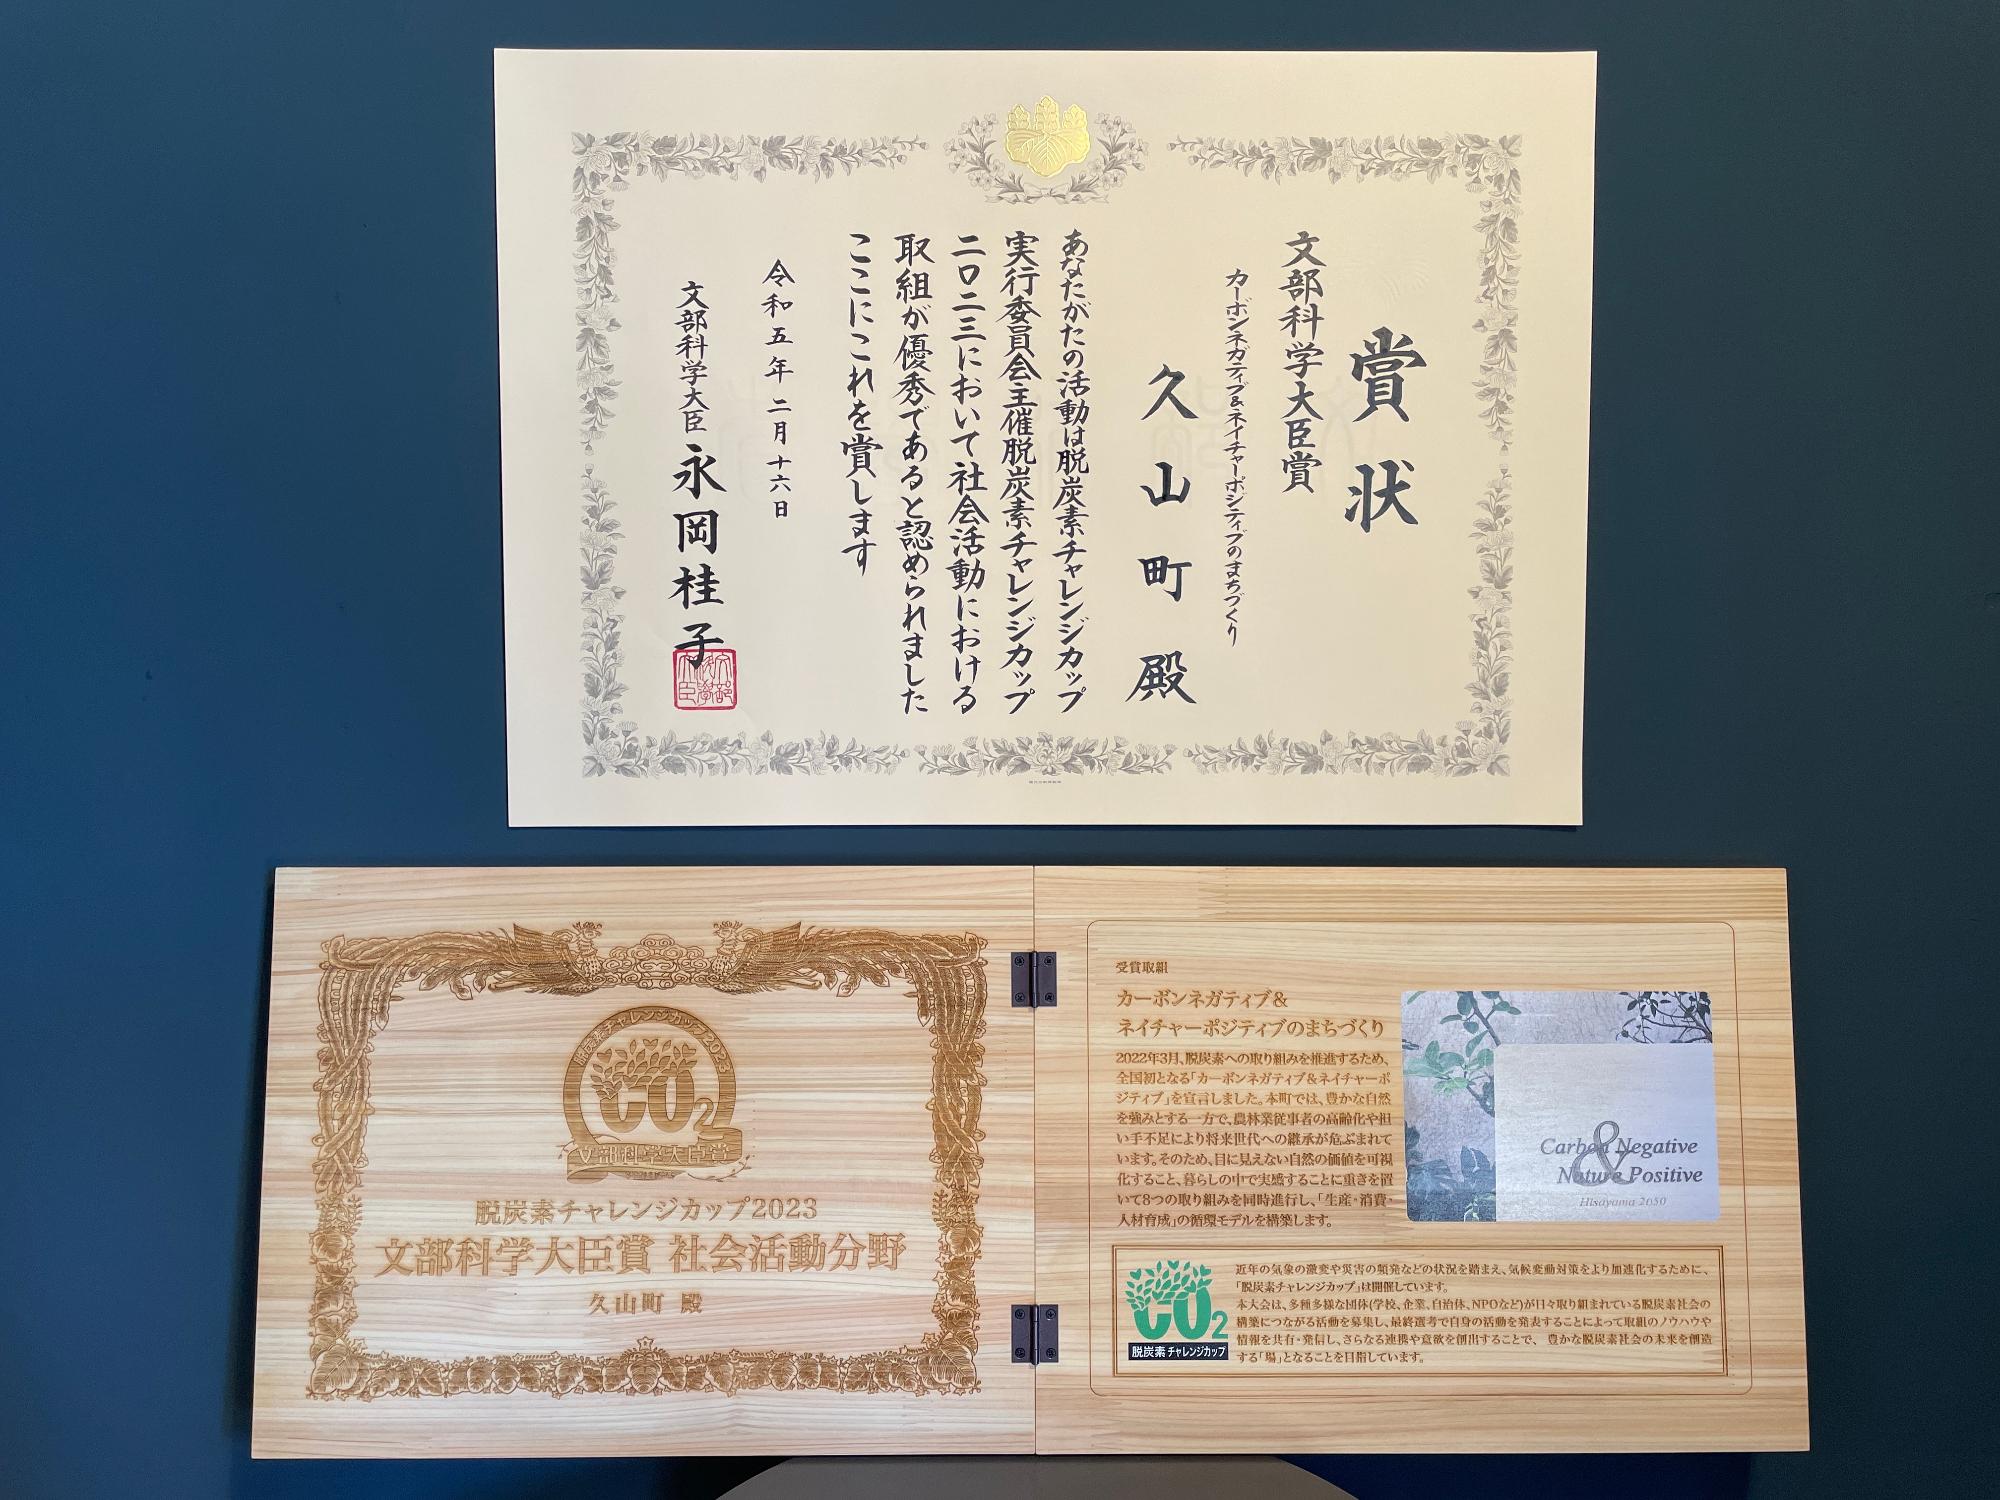 賞状
文部科学大臣賞
カーボンネガティブ&ネイチャーポジティブのまちづくり
久山町殿
あなたがたの活動は脱炭素チャレンジカップ
実行委員会主催脱炭素チャレンジカップ
二〇二三において社会活動における
取組が優秀であると認められました
ここにこれを賞します
令和五年二月十六日
文部科学大臣 永岡桂子
脱炭素チャレンジカップ2023
CO2
文部科学大臣賞
脱炭素チャレンジカップ2023
文部科学大臣賞 社会活動分野
久山町 殿
受賞取組
カーボンネガティブ&
ネイチャーポジティブのまちづくり
2022年3月、脱炭素への取り組みを推進するため、
全国初となる「カーボンネガティブ&ネイチャーポ
ジティブ」を宣言しました。本町では、豊かな自然
を強みとする一方で、農林業従事者の高齢化や担
い手不足により将来世代への継承が危ぶまれて
います。そのため、目に見えない自然の価値を可視
化すること、暮らしの中で実感することに重きを置
いて8つの取り組みを同時進行し、「生産・消費・
人材育成」の循環モデルを構築します。
Carbon Negative
&
Nature Positive
Hisayama 2050
CO2
脱炭素チャレンジカップ
近年の気象の激変や災害の頻発などの状況を踏まえ、気候変動対策をより加速化するために、
「脱炭素チャレンジカップ」は開催しています。
本大会は、多種多様な団体(学校、企業、自治体、NPOなど)が日々取り組まれている脱炭素社会の
構築につながる活動を募集し、最終選考で自身の活動を発表することによって取組のノウハウや
情報を共有・発信し、さらなる連携や意欲を創出することで、豊かな脱炭素社会の未来を創造
する「場」となることを目指しています。